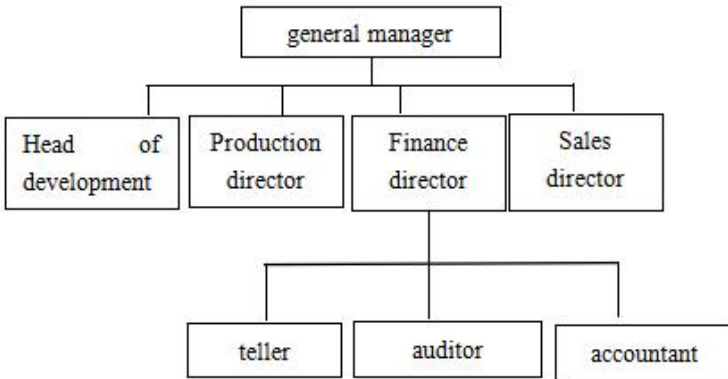 general manager
Head of
development
Production
director
Finance
director
Sales
director
teller
auditor
accountant